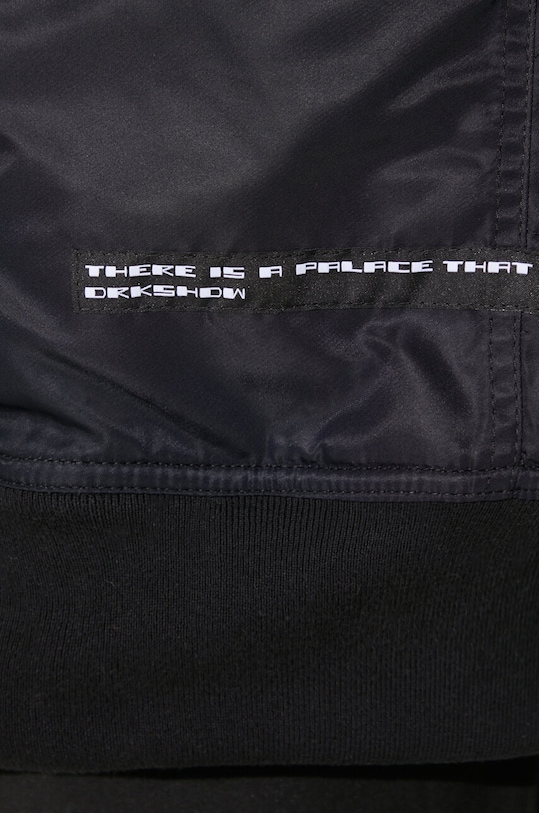 THERE IS A PALACE THAT
DRKSHDW